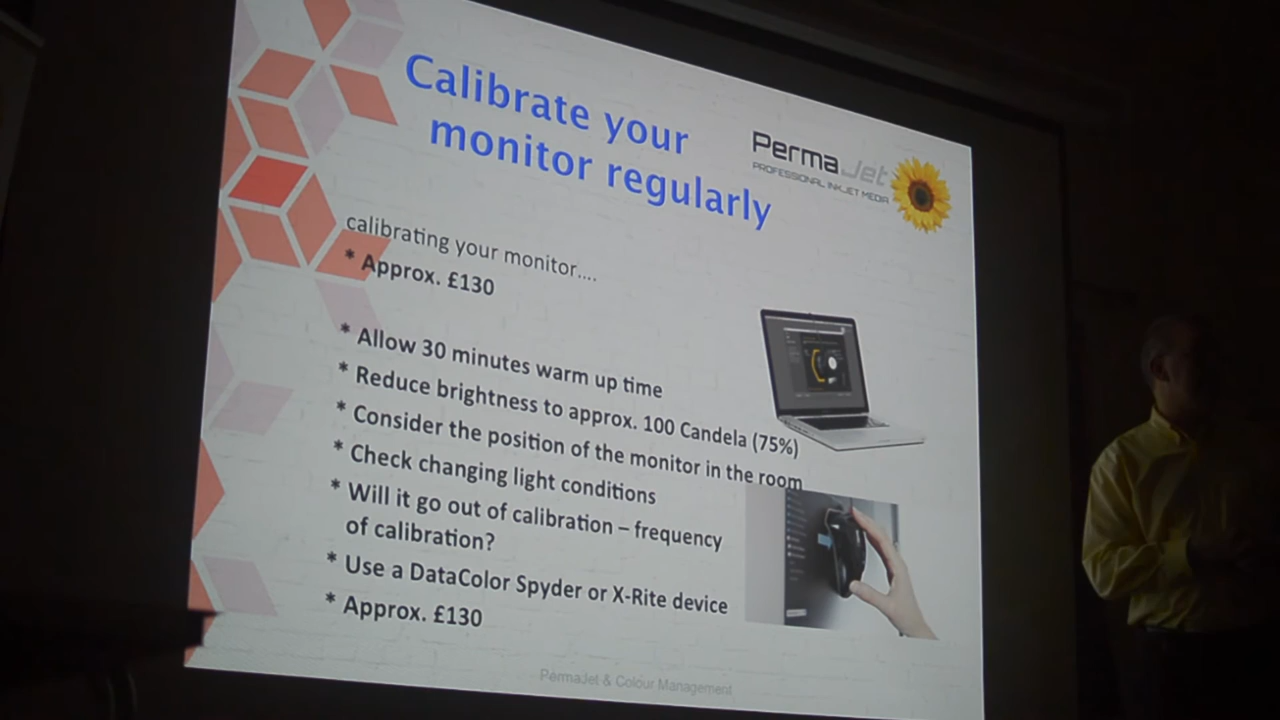 Calibrate your
monitor regularly
PermaJet
PROFESSIONAL INKJET MEDIA
calibrating your monitor....
* Approx. £130
* Allow 30 minutes warm up time
* Reduce brightness to approx. 100 Candela (75%)
* Consider the position of the monitor in the room
* Check changing light conditions
* Will it go out of calibration – frequency
of calibration?
* Use a DataColor Spyder or X-Rite device
* Approx. £130
PermaJet & Colour Management